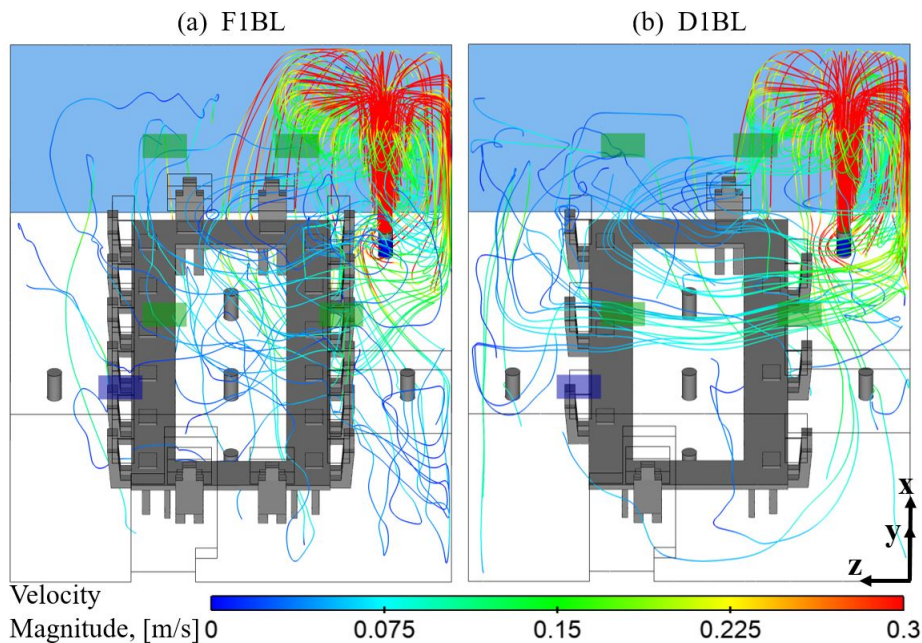 (a) F1BL
(b) D1BL
x
y
z
Velocity
Magnitude, [m/s]
0
0.075
0.15
0.225
0.3